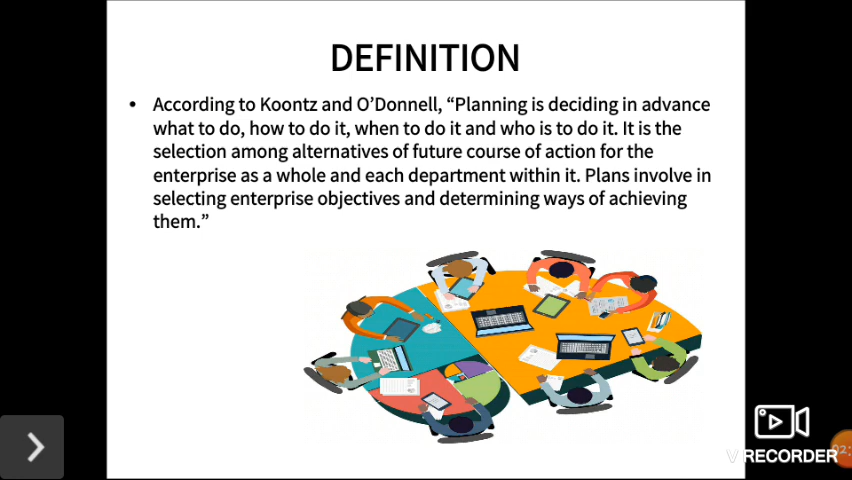 DEFINITION
• According to Koontz and O’Donnell, “Planning is deciding in advance
what to do, how to do it, when to do it and who is to do it. It is the
selection among alternatives of future course of action for the
enterprise as a whole and each department within it. Plans involve in
selecting enterprise objectives and determining ways of achieving
them.”
V RECORDER